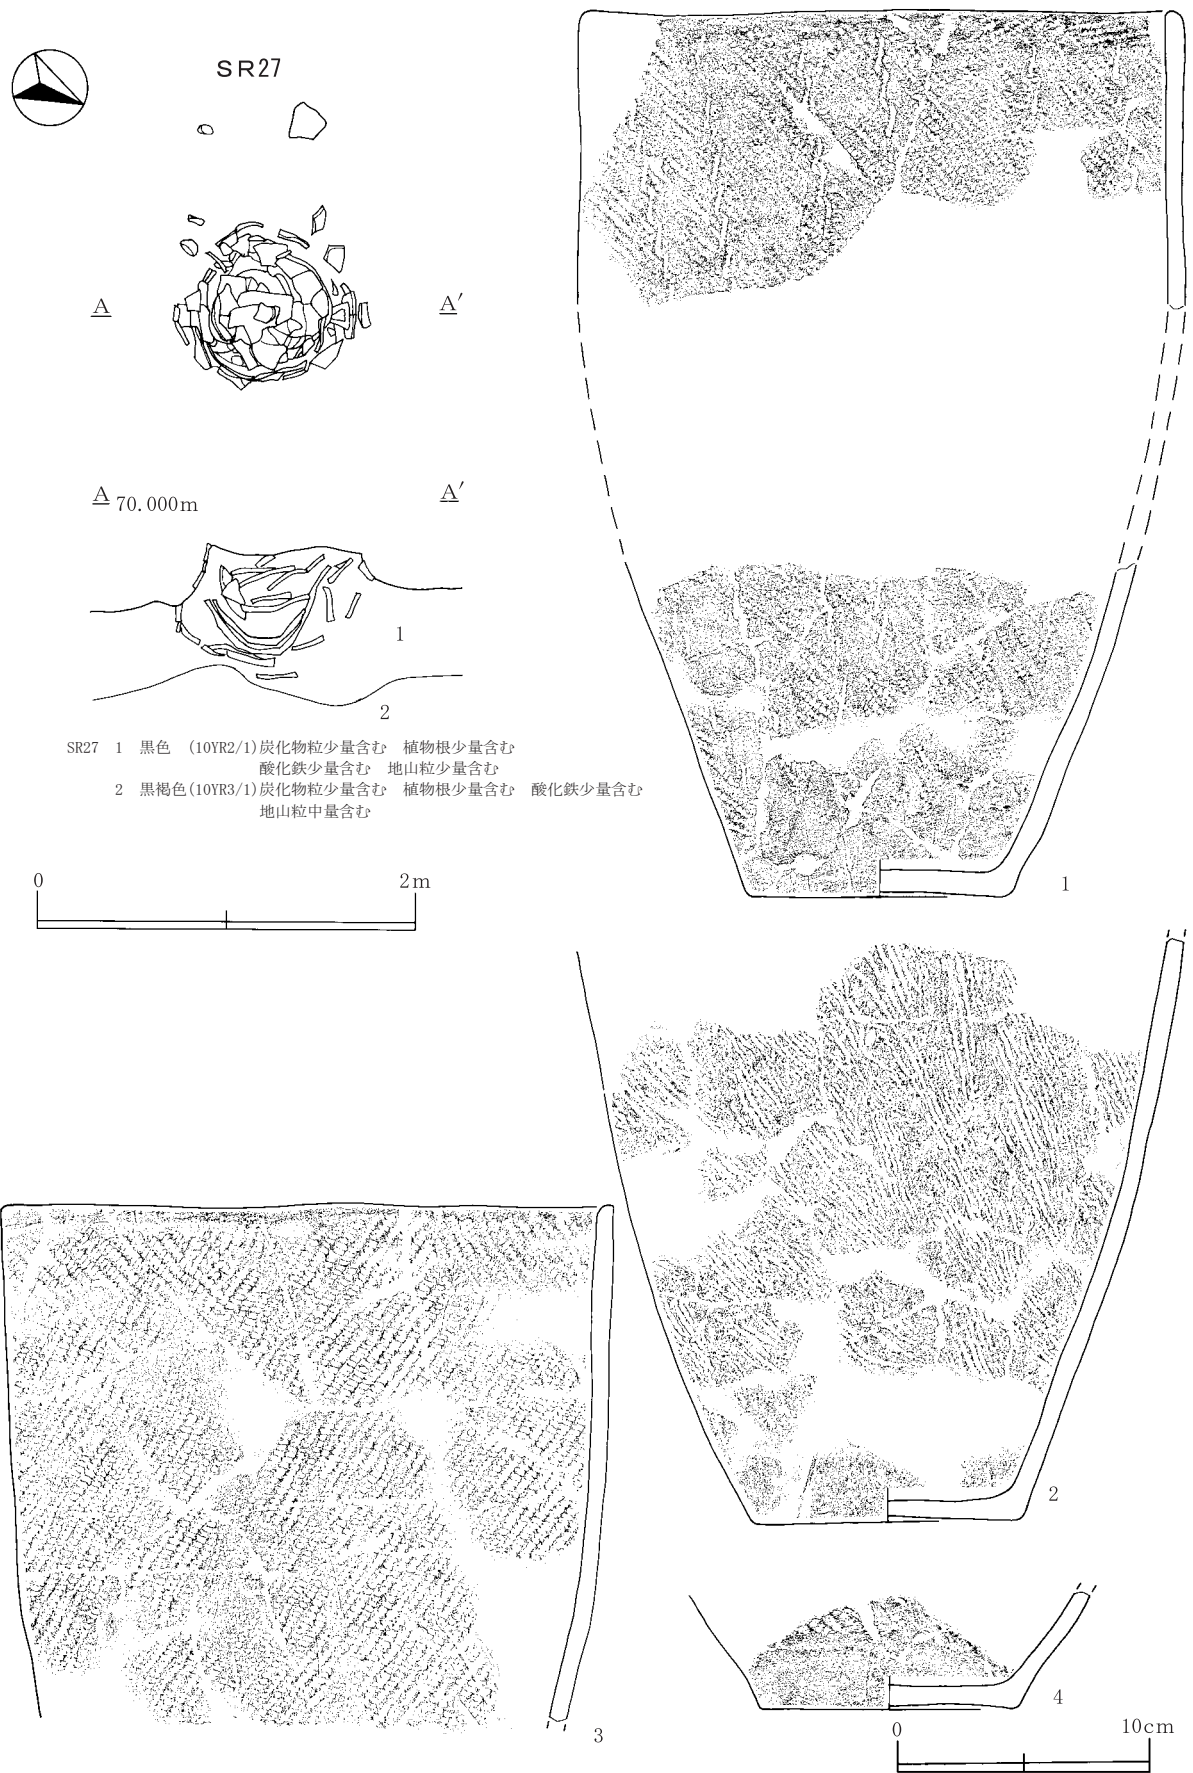 SR27
A A′
A 70.000m A′
1
2
SR27 1 黒色 (10YR2/1)炭化物粒少量含む 植物根少量含む
酸化鉄少量含む 地山粒少量含む
2 黒褐色(10YR3/1)炭化物粒少量含む 植物根少量含む 酸化鉄少量含む
地山粒中量含む
0 2m
1
2
3
4
0 10cm